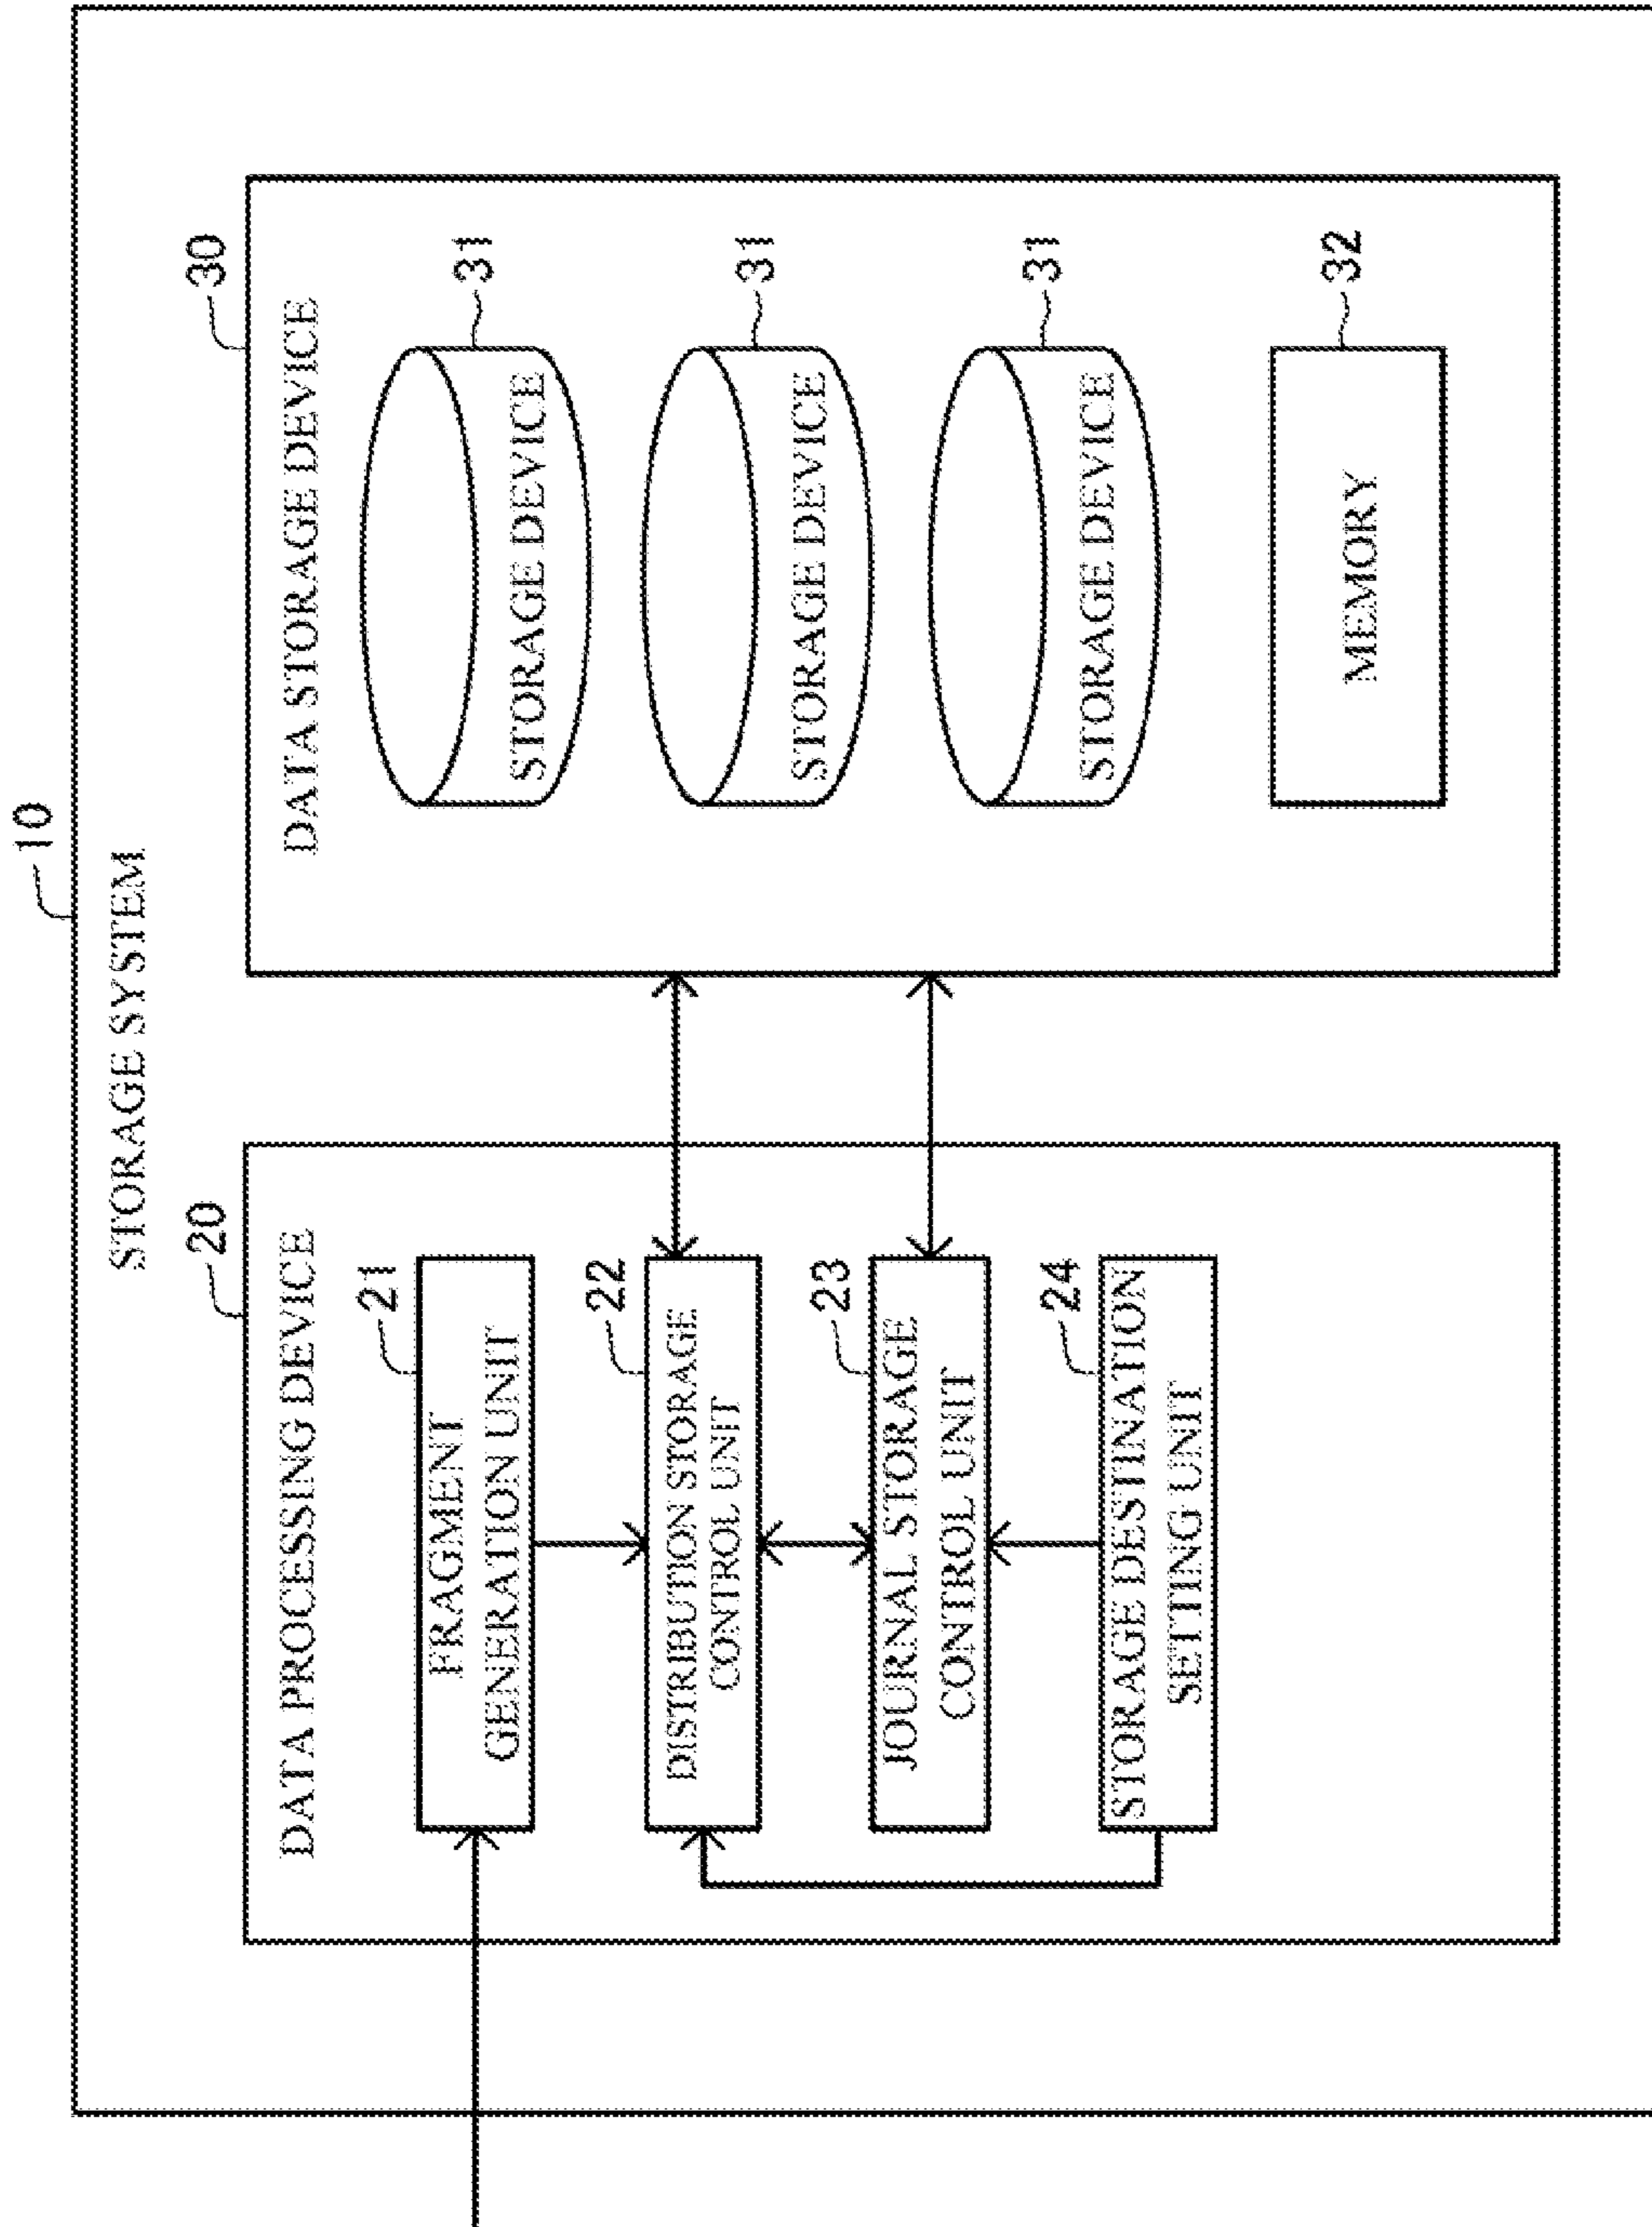 10
STORAGE SYSTEM
20
DATA PROCESSING DEVICE
21
FRAGMENT
GENERATION UNIT
22
DISTRIBUTION STORAGE
CONTROL UNIT
23
JOURNAL STORAGE
CONTROL UNIT
24
STORAGE DESTINATION
SETTING UNIT
30
DATA STORAGE DEVICE
31
STORAGE DEVICE
31
STORAGE DEVICE
31
STORAGE DEVICE
32
MEMORY